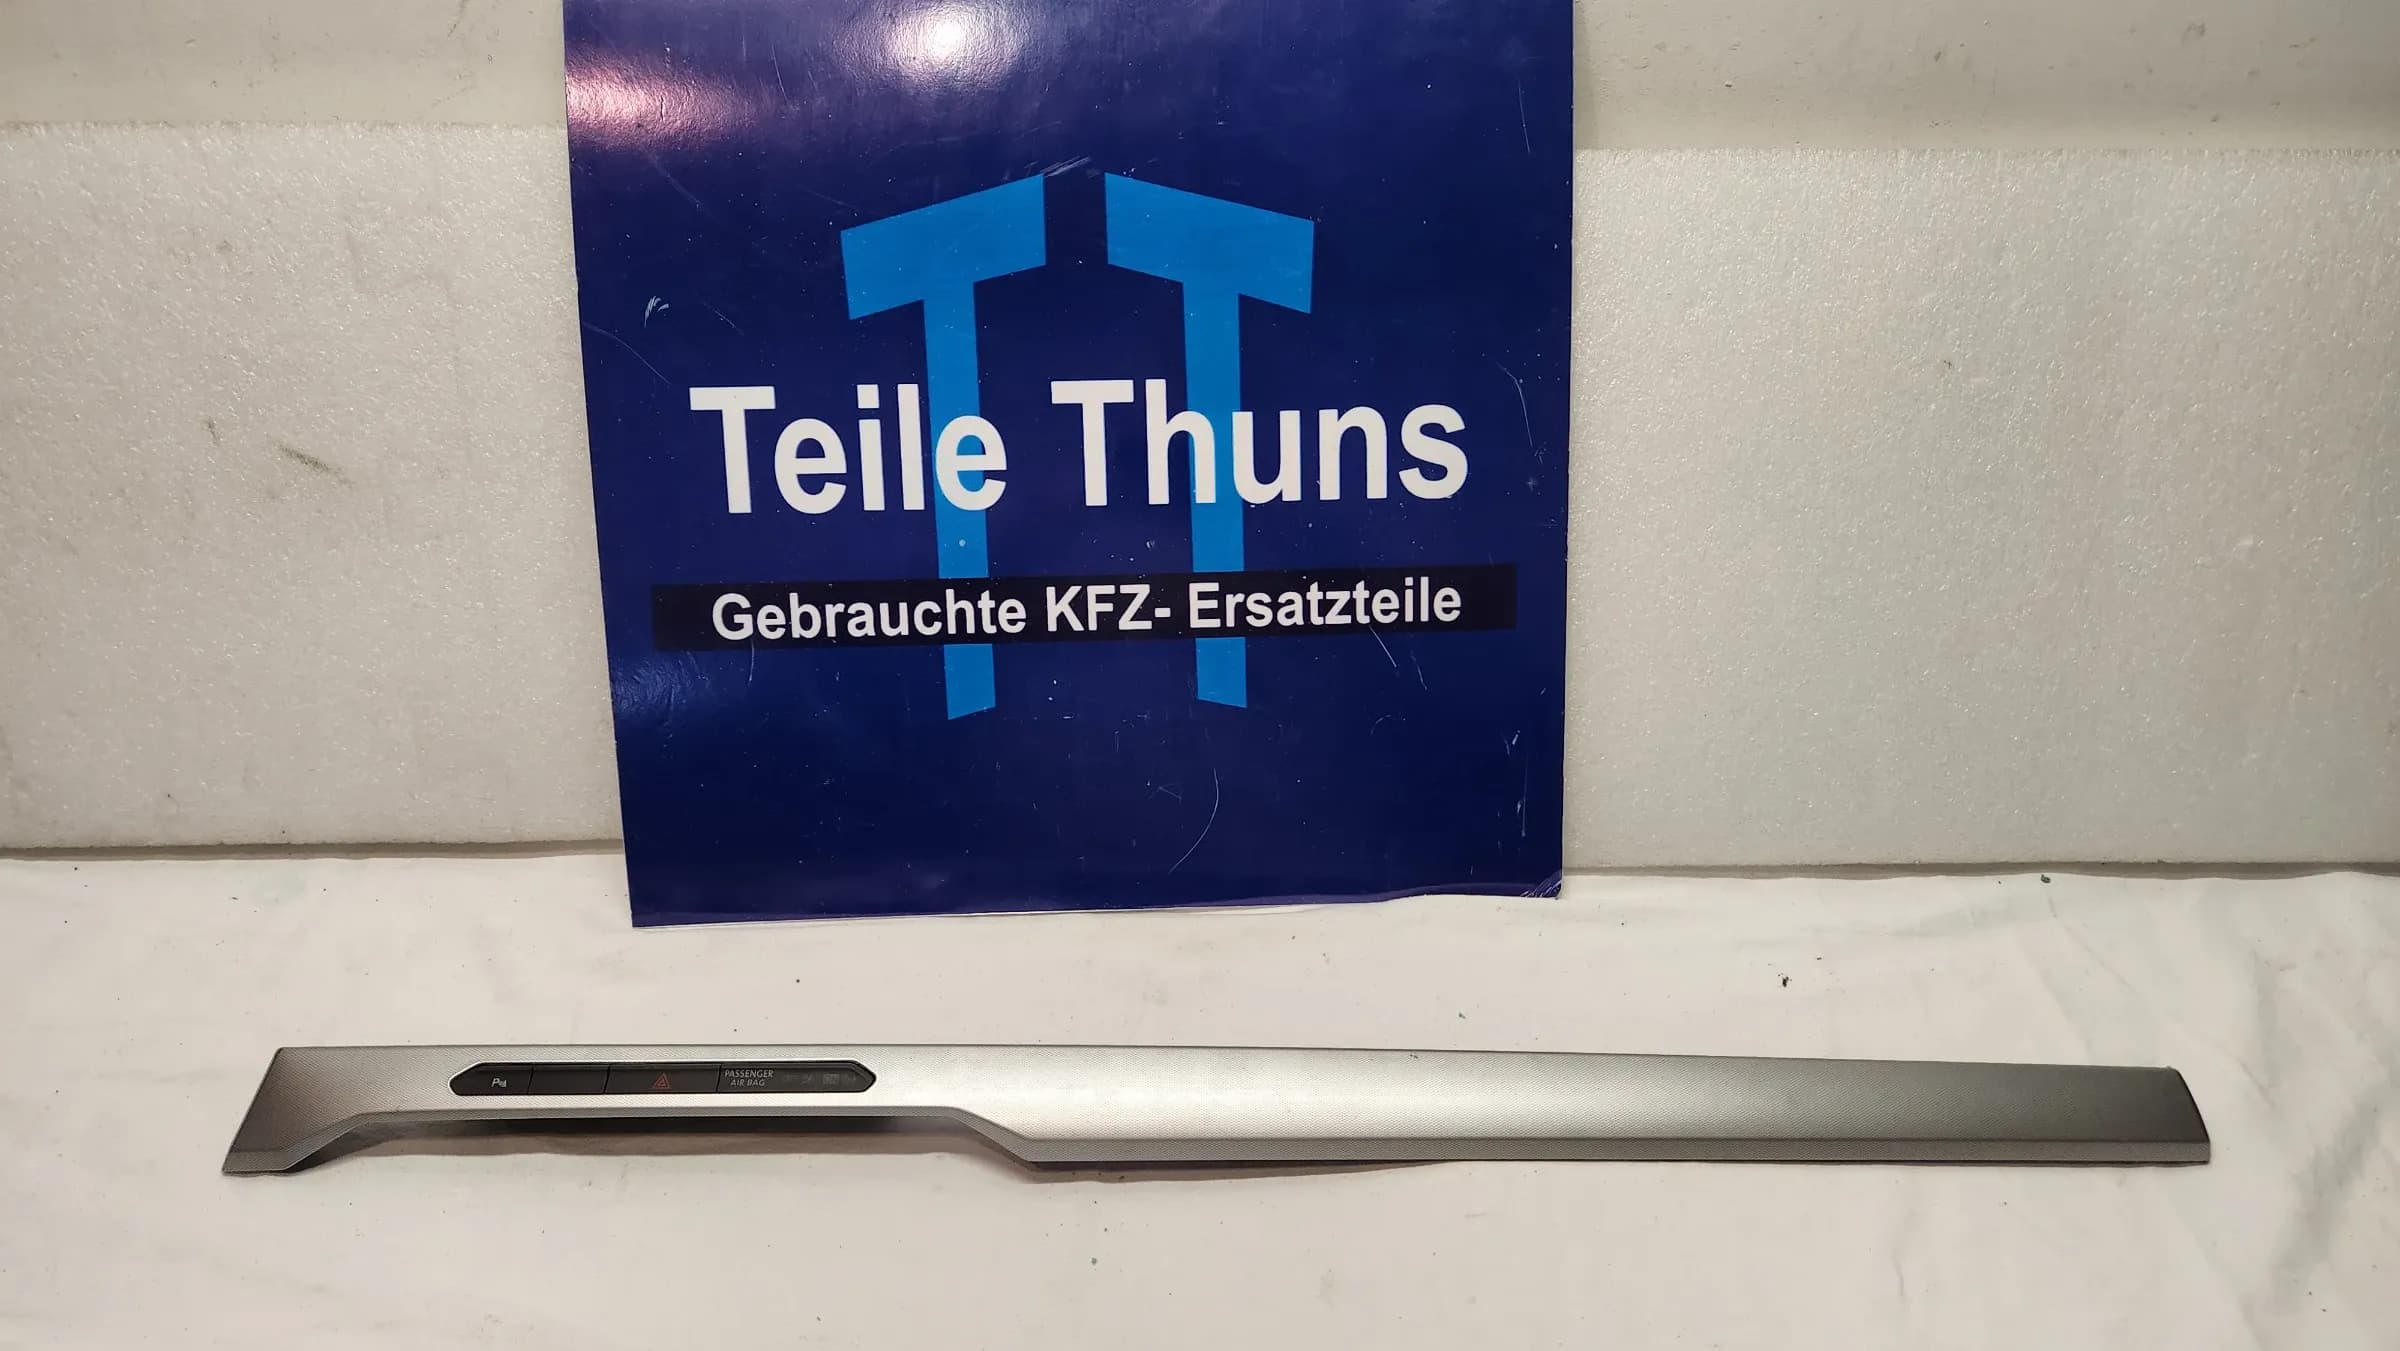 Teile Thuns
Gebrauchte KFZ- Ersatzteile
P
PASSENGER
AIR BAG